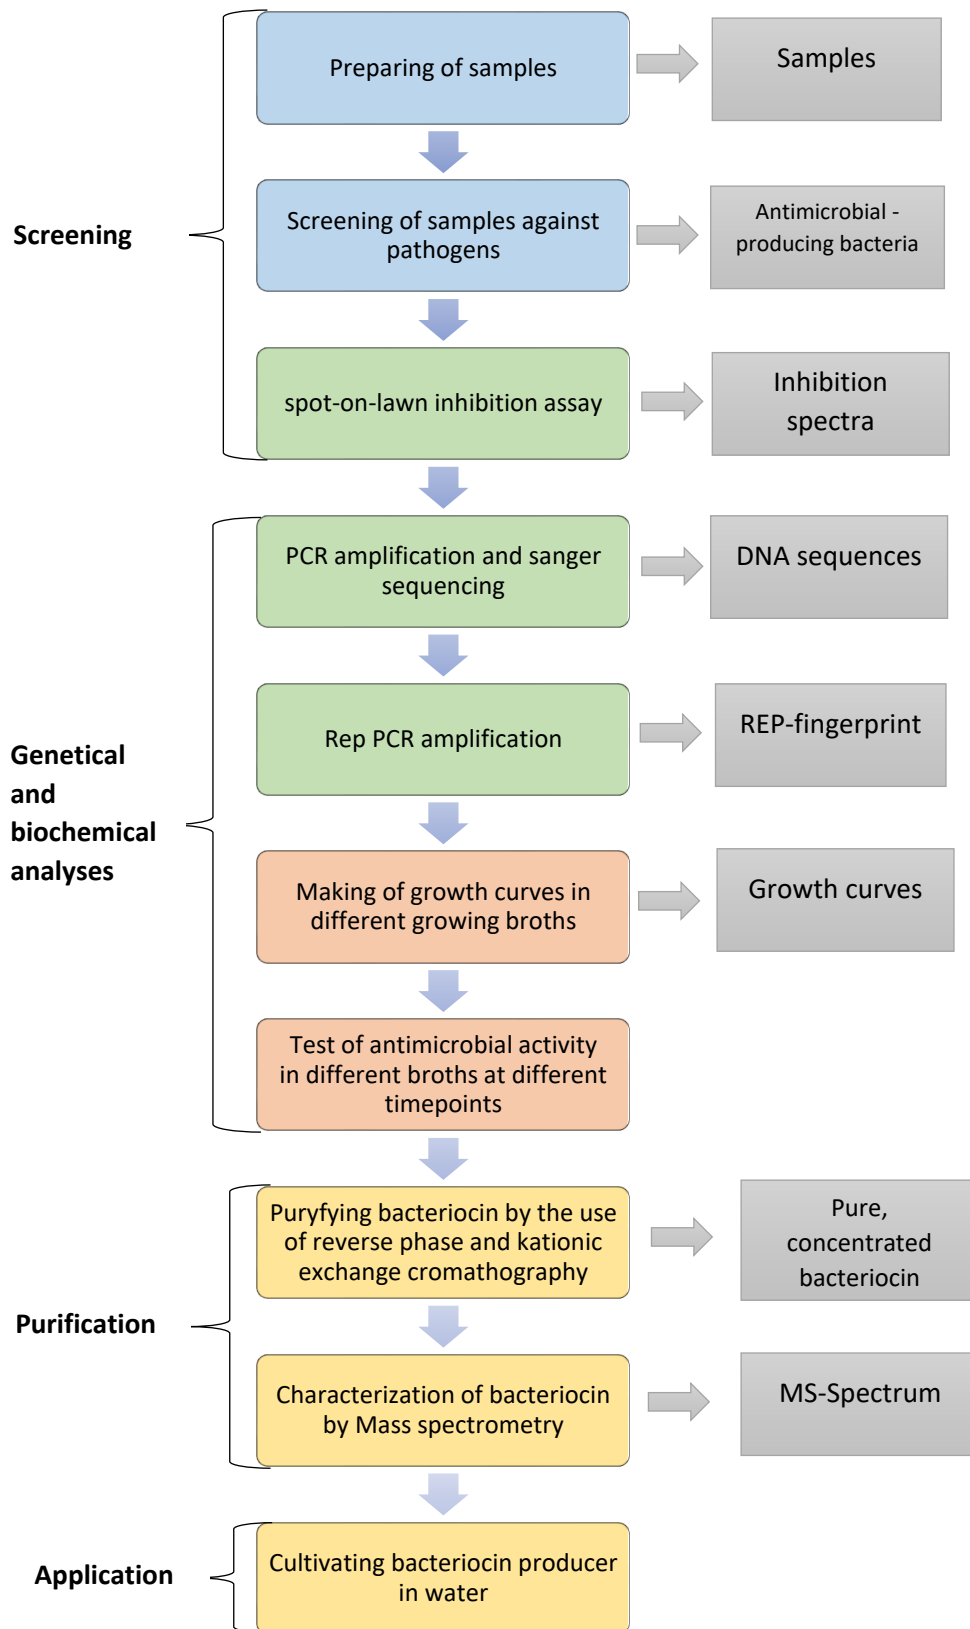 Preparing of samples
Samples
Screening
Screening of samples against
pathogens
Antimicrobial -
producing bacteria
spot-on-lawn inhibition assay
Inhibition
spectra
PCR amplification and sanger
sequencing
DNA sequences
Rep PCR amplification
REP-fingerprint
Genetical
and
biochemical
analyses
Making of growth curves in
different growing broths
Growth curves
Test of antimicrobial activity
in different broths at different
timepoints
Puryfying bacteriocin by the use
of reverse phase and kationic
exchange cromathography
Pure,
concentrated
bacteriocin
Purification
Characterization of bacteriocin
by Mass spectrometry
MS-Spectrum
Application
Cultivating bacteriocin producer
in water